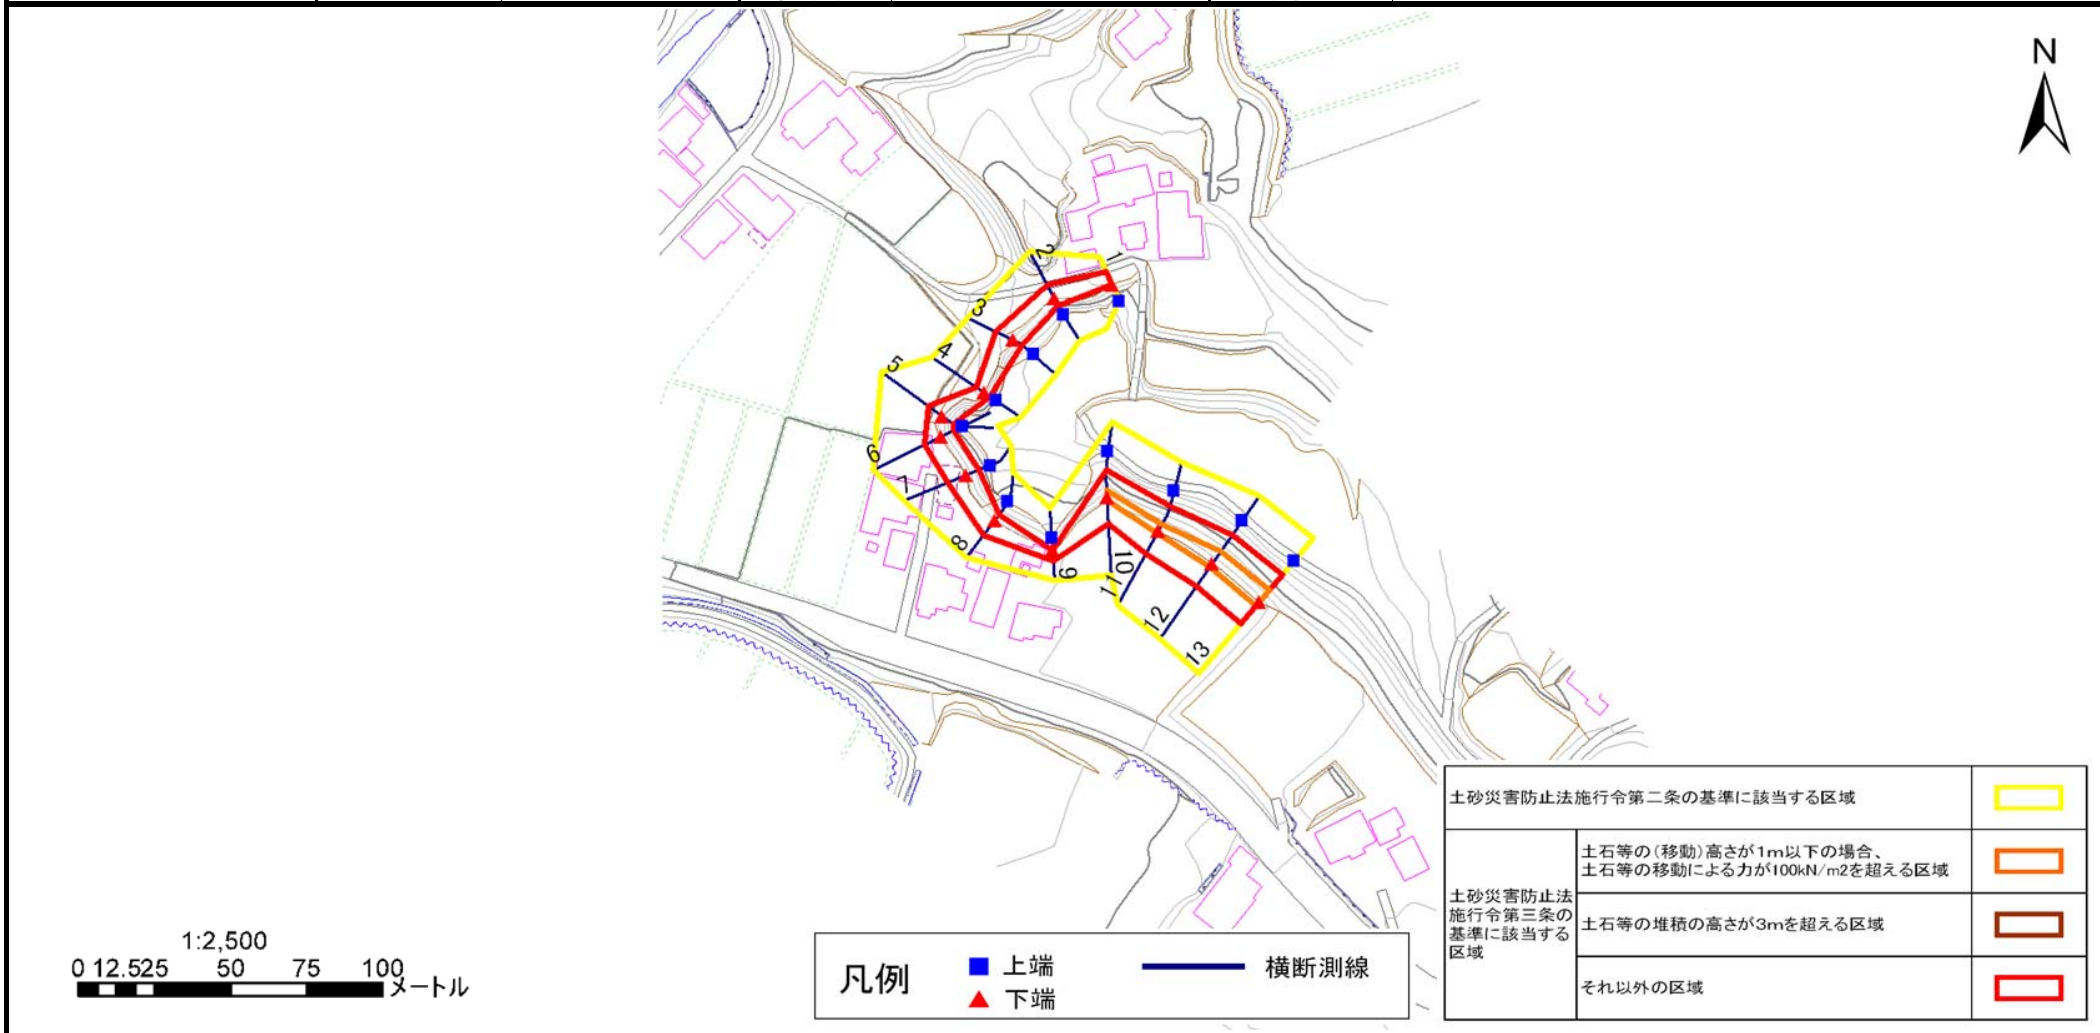 N
1
2
3
4
5
6
7
8
9
10
11
12
13
1:2,500
0 12.525 50 75 100
メートル
凡例
上端
下端
横断測線
土砂災害防止法施行令第二条の基準に該当する区域
土砂災害防止法
施行令第三条の
基準に該当する
区域
土石等の(移動)高さが1m以下の場合、
土石等の移動による力が100kN/m2を超える区域
土石等の堆積の高さが3mを超える区域
それ以外の区域